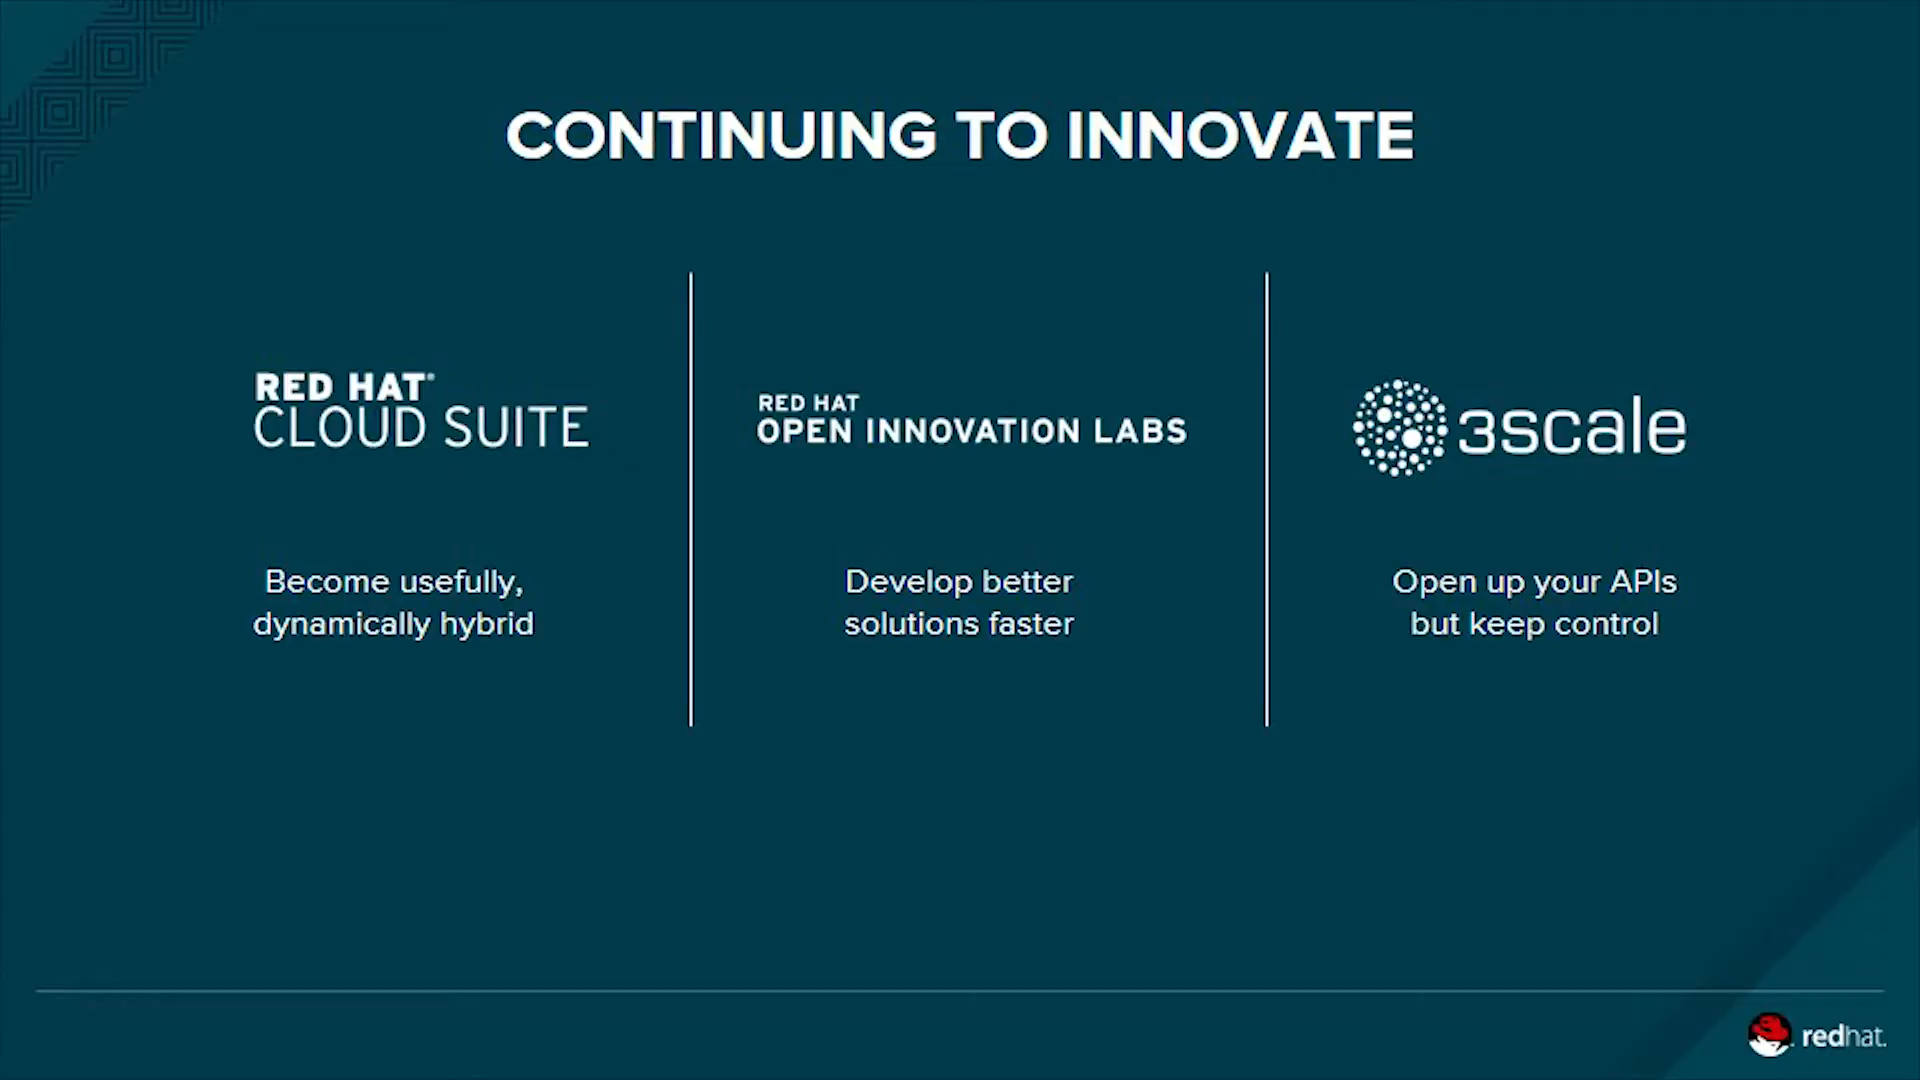 CONTINUING TO INNOVATE
RED HAT®
CLOUD SUITE
Become usefully,
dynamically hybrid
RED HAT
OPEN INNOVATION LABS
Develop better
solutions faster
3scale
Open up your APIs
but keep control
redhat.